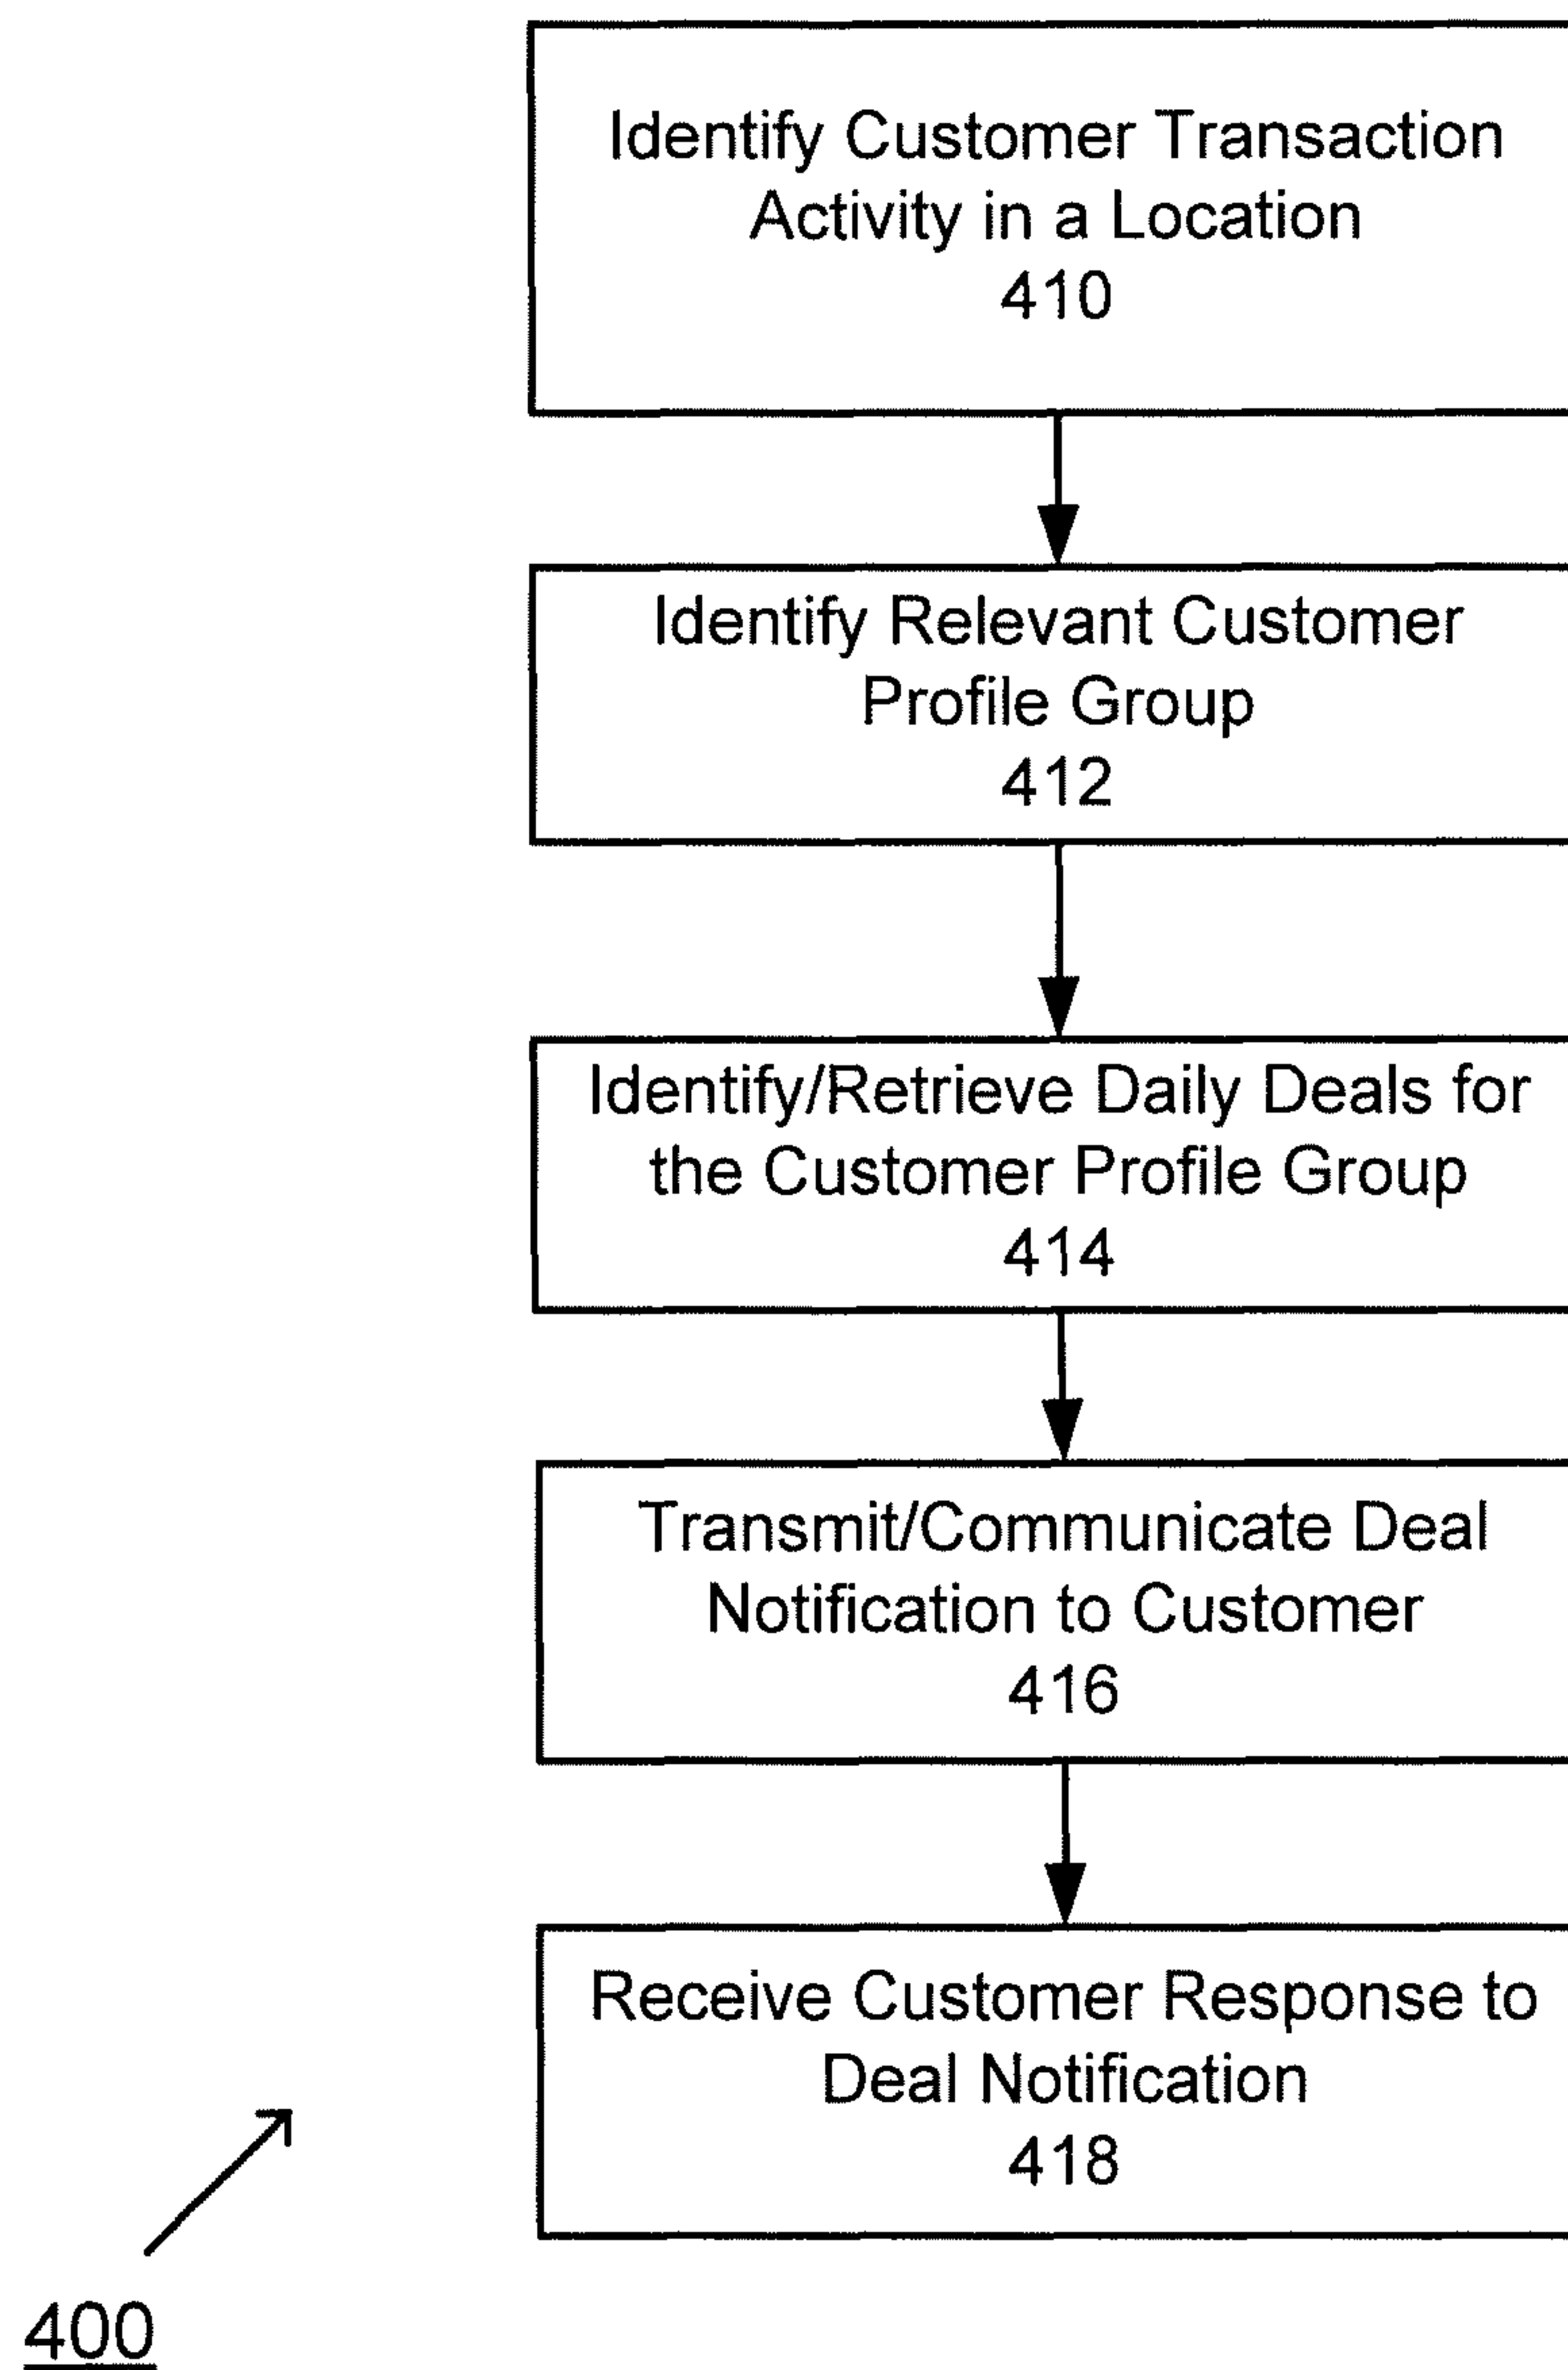 Identify Customer Transaction
Activity in a Location
410
Identify Relevant Customer
Profile Group
412
Identify/Retrieve Daily Deals for
the Customer Profile Group
414
Transmit/Communicate Deal
Notification to Customer
416
Receive Customer Response to
Deal Notification
418
400